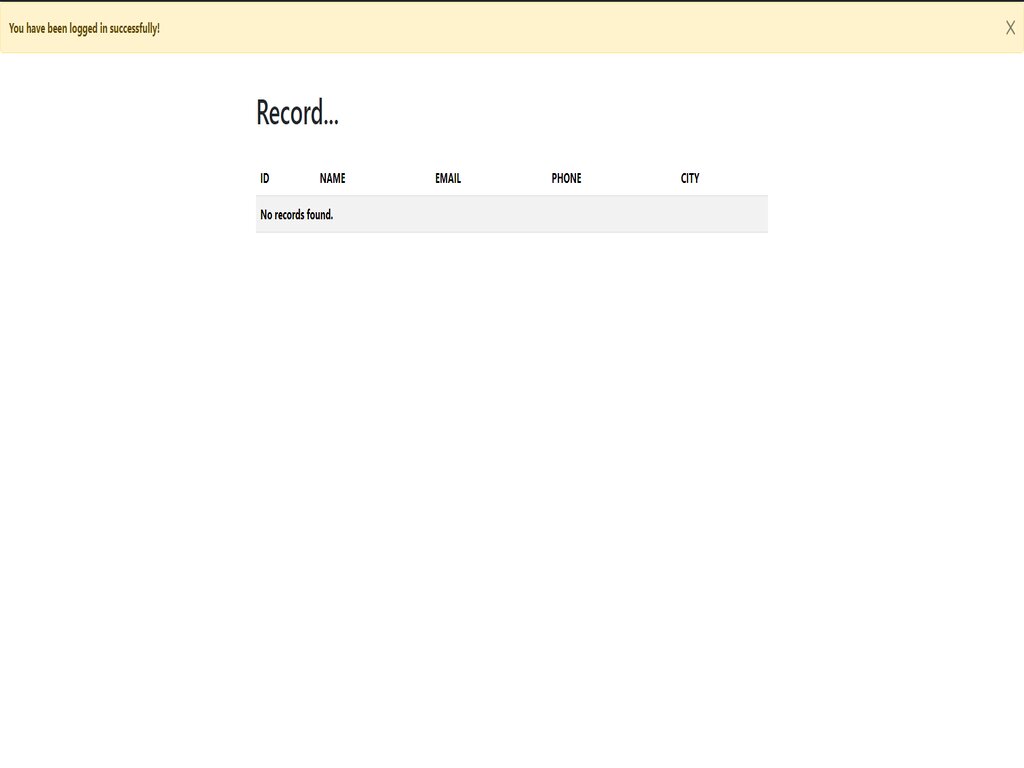 You have been logged in successfully!
X
Record...
ID NAME EMAIL PHONE CITY
No records found.